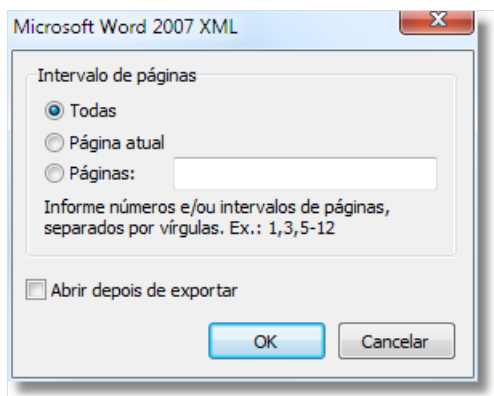 Microsoft Word 2007 XML
Intervalo de páginas
Todas
Página atual
Páginas:
Informe números e/ou intervalos de páginas,
separados por vírgulas. Ex.: 1,3,5-12
Abrir depois de exportar
OK Cancelar